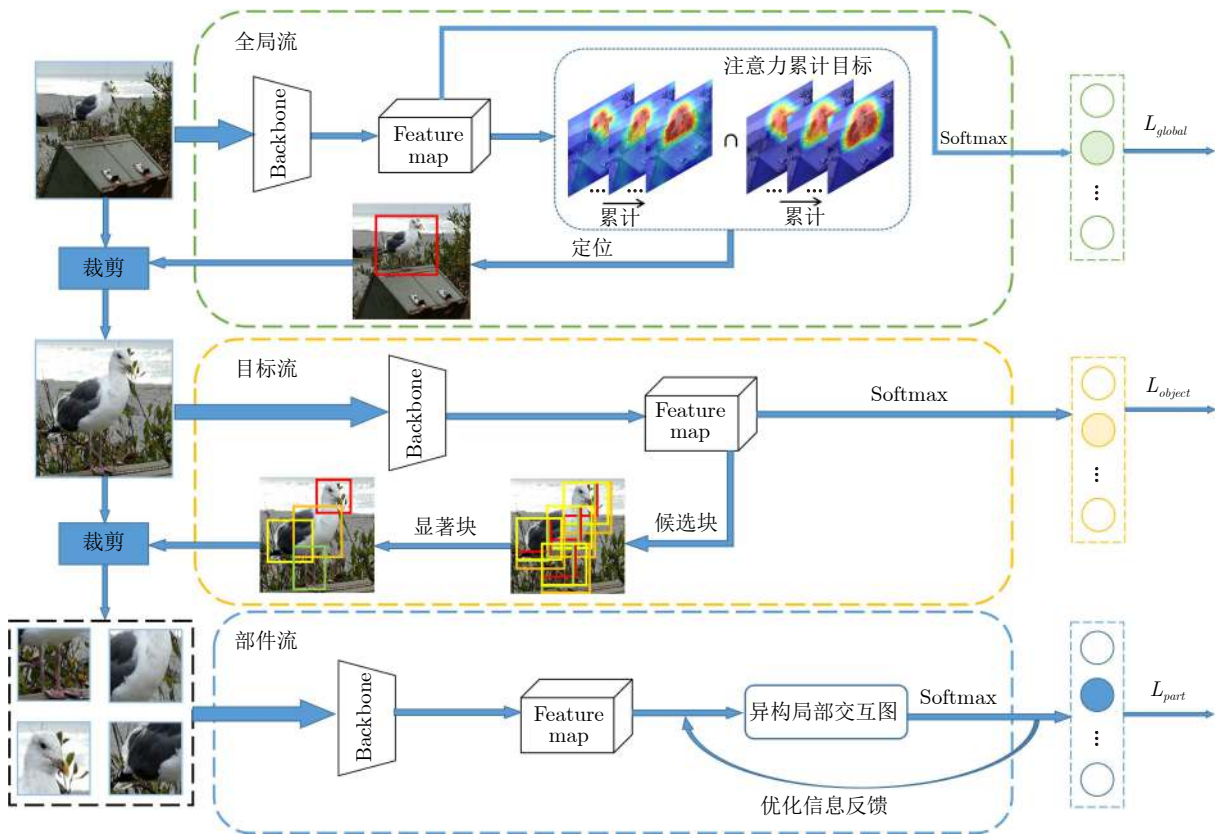 全局流
注意力累计目标
Backbone
Feature
map
∩
...
...
累计
累计
Softmax
L_global
定位
裁剪
目标流
Backbone
Feature
map
Softmax
L_object
候选块
显著块
裁剪
部件流
Backbone
Feature
map
异构局部交互图
Softmax
L_part
优化信息反馈